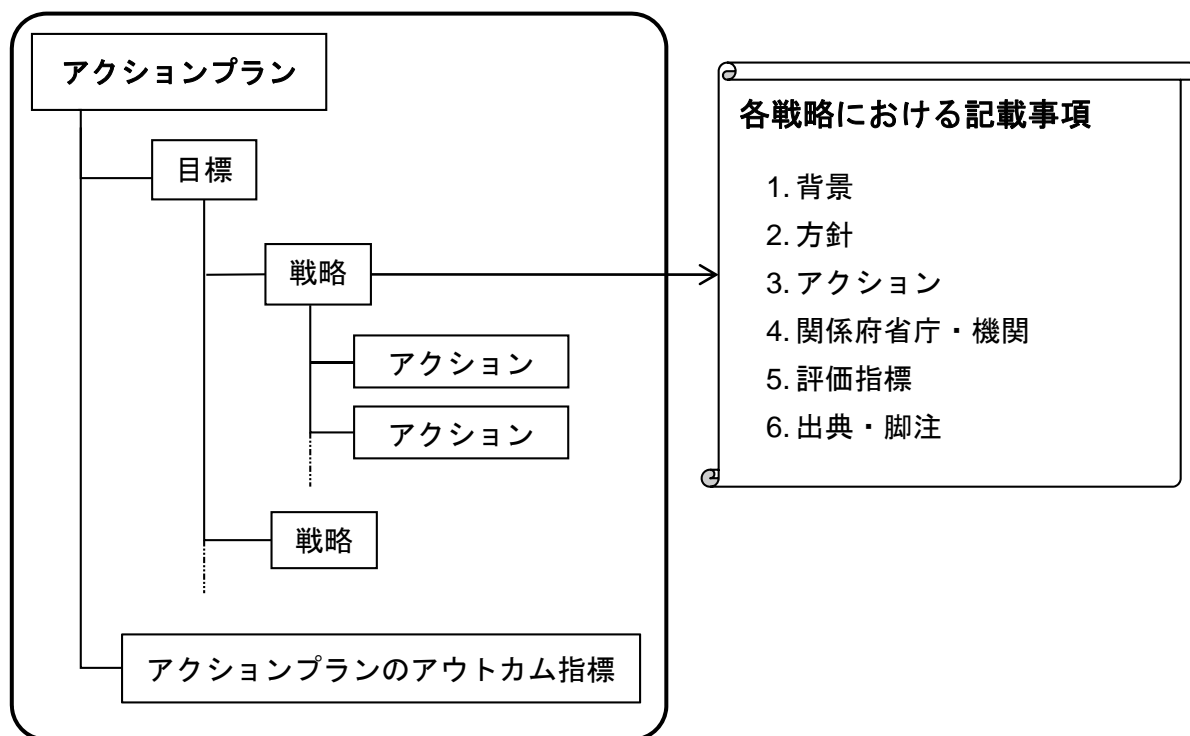 アクションプラン
目標
戦略
アクション
アクション
戦略
アクションプランのアウトカム指標
各戦略における記載事項
1. 背景
2. 方針
3. アクション
4. 関係府省庁・機関
5. 評価指標
6. 出典・脚注